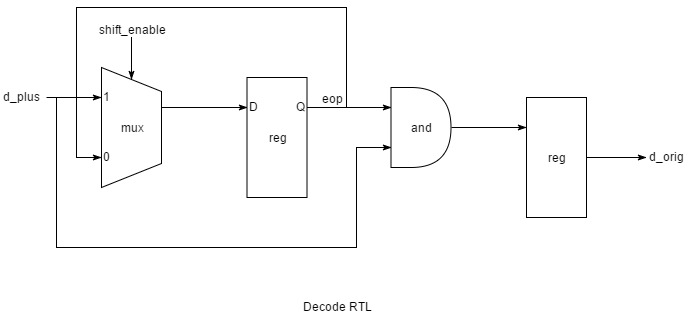 shift_enable
d_plus
1
mux
0
D
Q
reg
eop
and
reg
d_orig
Decode RTL